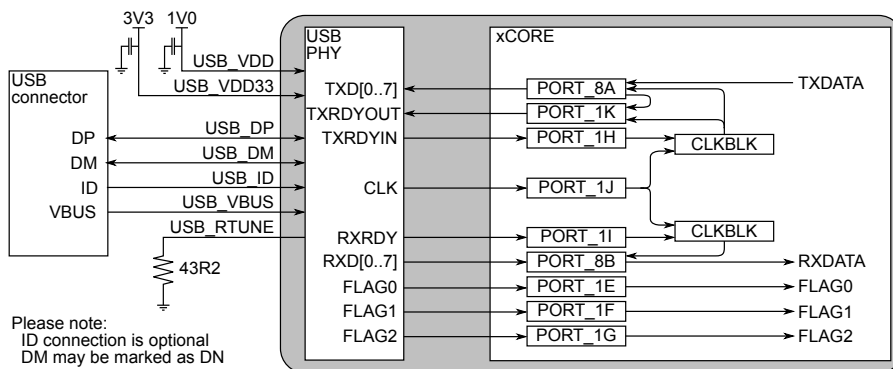 3V3 1V0
USB PHY
xCORE
USB connector
USB_VDD
USB_VDD33
TXD[0..7] PORT_8A TXDATA
TXRDYOUT PORT_1K
DP USB_DP TXRDYIN PORT_1H CLKBLK
DM USB_DM
ID USB_ID CLK PORT_1J
VBUS USB_VBUS
USB_RTUNE RXRDY PORT_1I CLKBLK
43R2 RXD[0..7] PORT_8B RXDATA
FLAG0 PORT_1E FLAG0
FLAG1 PORT_1F FLAG1
FLAG2 PORT_1G FLAG2
Please note:
ID connection is optional
DM may be marked as DN